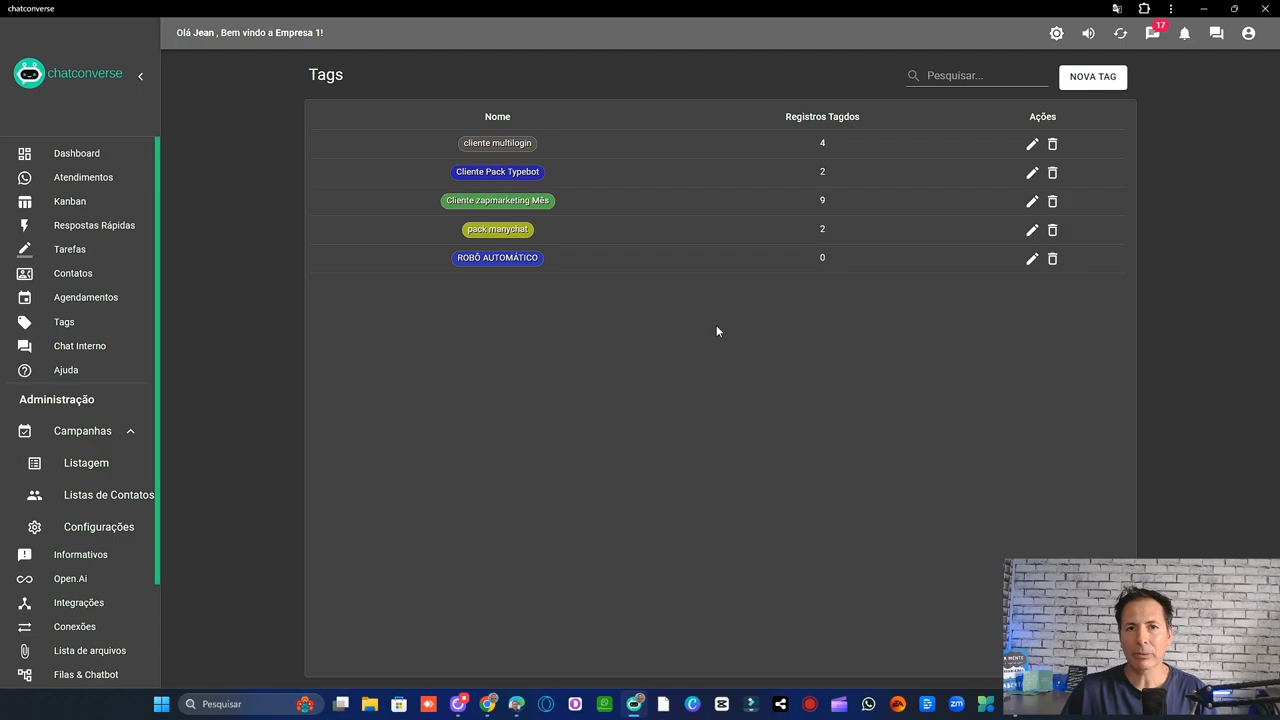 chatconverse
Olá Jean , Bem vindo a Empresa 1!
17
chatconverse
Tags
Pesquisar...
NOVA TAG
Nome
Registros Tagdos
Ações
cliente multilogin
4
Cliente Pack Typebot
2
Cliente zapmarketing Mês
9
pack manychat
2
ROBÔ AUTOMÁTICO
0
Dashboard
Atendimentos
Kanban
Respostas Rápidas
Tarefas
Contatos
Agendamentos
Tags
Chat Interno
Ajuda
Administração
Campanhas
Listagem
Listas de Contatos
Configurações
Informativos
Open.Ai
Integrações
Conexões
Lista de arquivos
Filas & Chatbot
Pesquisar
zm